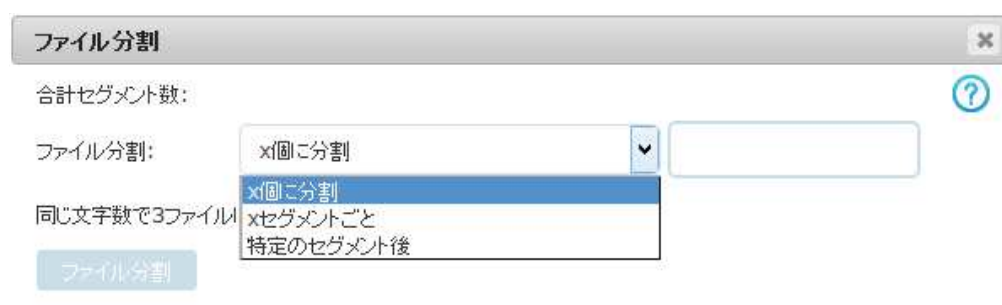 ファイル分割
合計セグメント数:
ファイル分割:
x個に分割
x個に分割
xセグメントごと
特定のセグメント後
同じ文字数で3ファイル
ファイル分割